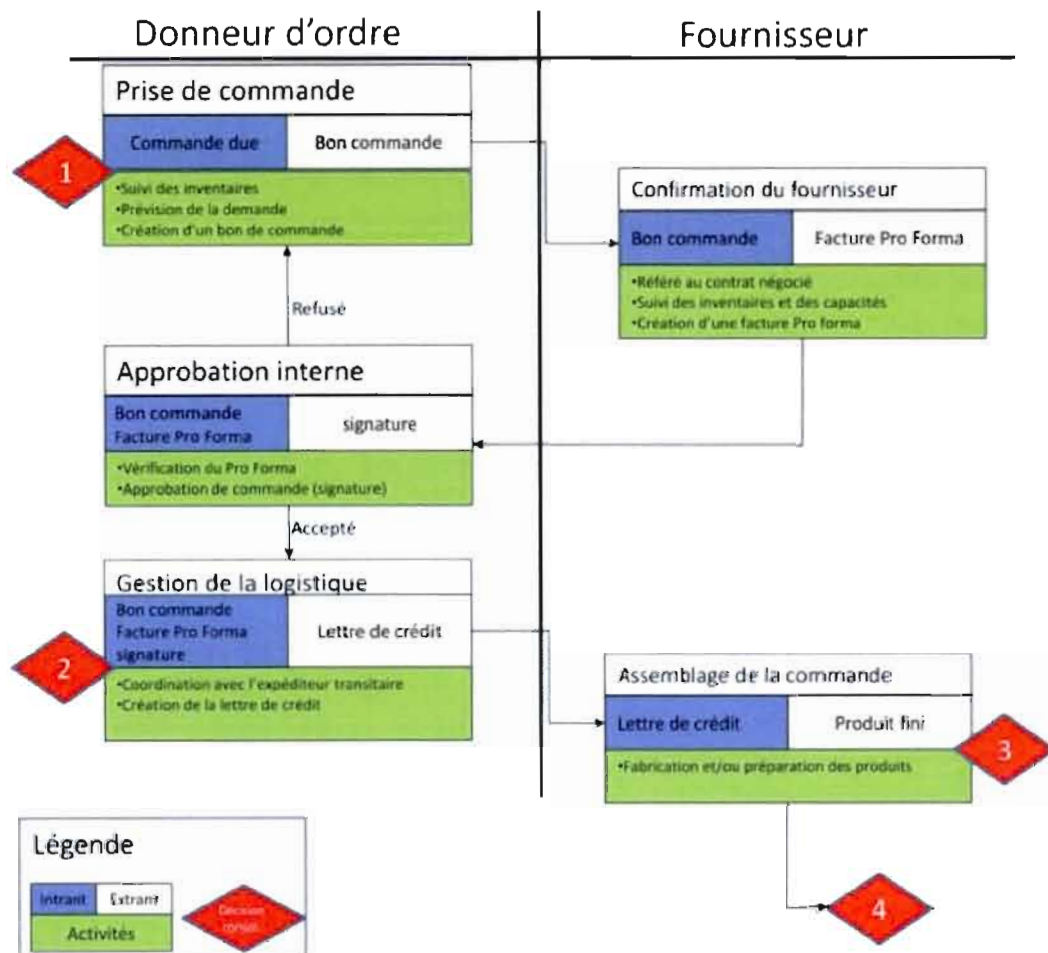 Donneur d'ordre
Fournisseur
Prise de commande
Commande due
Bon commande
1
•Suivi des inventaires
•Prévision de la demande
•Création d'un bon de commande
Confirmation du fournisseur
Bon commande
Facture Pro Forma
•Référé au contrat négocié
•Suivi des inventaires et des capacités
•Création d'une facture Pro forma
Refusé
Approbation interne
Bon commande
Facture Pro Forma
signature
•Vérification du Pro Forma
•Approbation de commande (signature)
Accepté
Gestion de la logistique
Bon commande
Facture Pro Forma
signature
Lettre de crédit
2
•Coordination avec l'expéditeur transitaire
•Création de la lettre de crédit
Assemblage de la commande
Lettre de crédit
Produit fini
3
•Fabrication et/ou préparation des produits
4
Légende
Intrant
Extrant
Activités
Décision